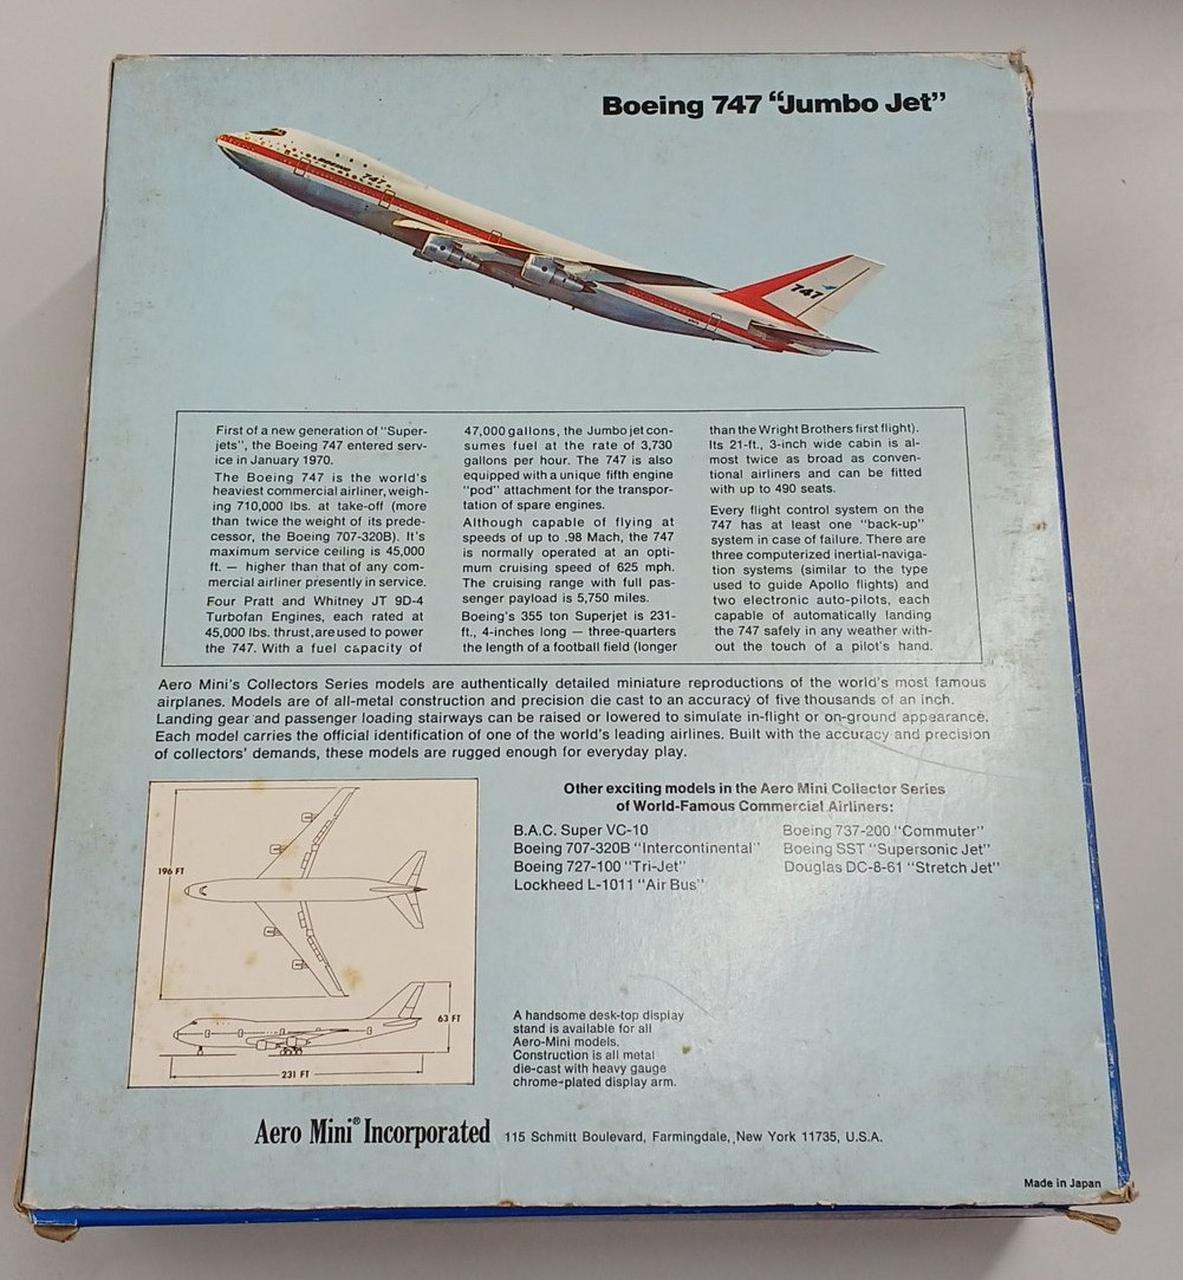 Boeing 747 “Jumbo Jet”
BOEING 747
747
First of a new generation of "Super-
jets", the Boeing 747 entered serv-
ice in January 1970.
The Boeing 747 is the world's
heaviest commercial airliner, weigh-
ing 710,000 lbs. at take-off (more
than twice the weight of its prede-
cessor, the Boeing 707-320B). It's
maximum service ceiling is 45,000
ft. — higher than that of any com-
mercial airliner presently in service.
Four Pratt and Whitney JT 9D-4
Turbofan Engines, each rated at
45,000 lbs. thrust, are used to power
the 747. With a fuel capacity of
47,000 gallons, the Jumbo jet con-
sumes fuel at the rate of 3,730
gallons per hour. The 747 is also
equipped with a unique fifth engine
"pod" attachment for the transpor-
tation of spare engines.
Although capable of flying at
speeds of up to .98 Mach, the 747
is normally operated at an opti-
mum cruising speed of 625 mph.
The cruising range with full pas-
senger payload is 5,750 miles.
Boeing's 355 ton Superjet is 231-
ft., 4-inches long — three-quarters
the length of a football field (longer
than the Wright Brothers first flight).
Its 21-ft., 3-inch wide cabin is al-
most twice as broad as conven-
tional airliners and can be fitted
with up to 490 seats.
Every flight control system on the
747 has at least one "back-up"
system in case of failure. There are
three computerized inertial-naviga-
tion systems (similar to the type
used to guide Apollo flights) and
two electronic auto-pilots, each
capable of automatically landing
the 747 safely in any weather with-
out the touch of a pilot's hand.
Aero Mini's Collectors Series models are authentically detailed miniature reproductions of the world's most famous
airplanes. Models are of all-metal construction and precision die cast to an accuracy of five thousands of an inch.
Landing gear and passenger loading stairways can be raised or lowered to simulate in-flight or on-ground appearance.
Each model carries the official identification of one of the world's leading airlines. Built with the accuracy and precision
of collectors' demands, these models are rugged enough for everyday play.
196 FT
63 FT
231 FT
Other exciting models in the Aero Mini Collector Series
of World-Famous Commercial Airliners:
B.A.C. Super VC-10
Boeing 707-320B "Intercontinental"
Boeing 727-100 "Tri-Jet"
Lockheed L-1011 "Air Bus"
Boeing 737-200 "Commuter"
Boeing SST "Supersonic Jet"
Douglas DC-8-61 "Stretch Jet"
A handsome desk-top display
stand is available for all
Aero-Mini models.
Construction is all metal
die-cast with heavy gauge
chrome-plated display arm.
Aero Mini® Incorporated 115 Schmitt Boulevard, Farmingdale, New York 11735, U.S.A.
Made in Japan